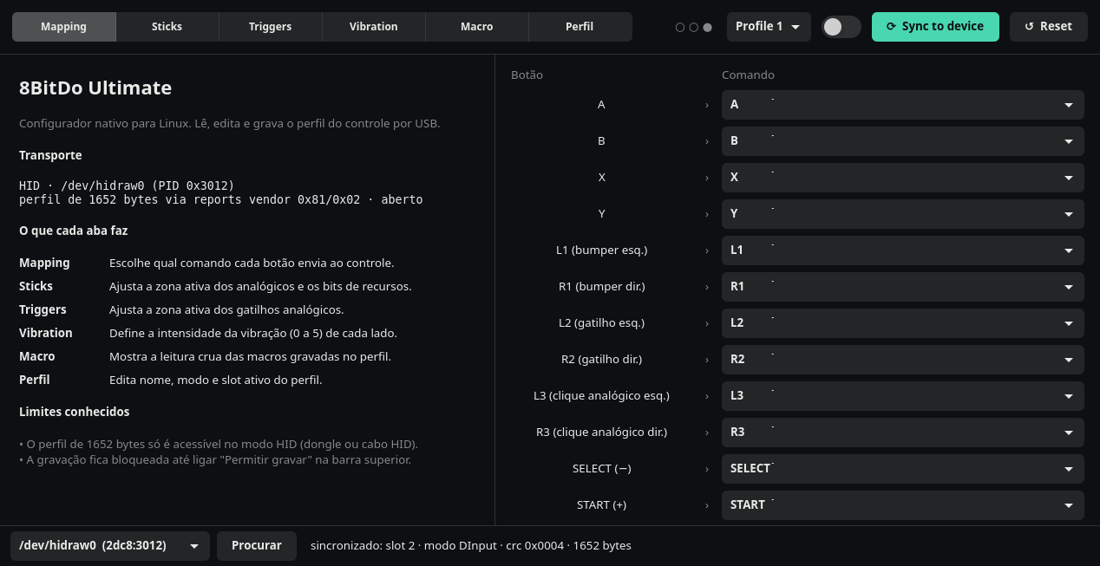 Mapping Sticks Triggers Vibration Macro Perfil Profile 1 Sync to device Reset
8BitDo Ultimate
Configurador nativo para Linux. Lê, edita e grava o perfil do controle por USB.
Transporte
HID · /dev/hidraw0 (PID 0x3012)
perfil de 1652 bytes via reports vendor 0x81/0x02 · aberto
O que cada aba faz
Mapping Escolhe qual comando cada botão envia ao controle.
Sticks Ajusta a zona ativa dos analógicos e os bits de recursos.
Triggers Ajusta a zona ativa dos gatilhos analógicos.
Vibration Define a intensidade da vibração (0 a 5) de cada lado.
Macro Mostra a leitura crua das macros gravadas no perfil.
Perfil Edita nome, modo e slot ativo do perfil.
Limites conhecidos
• O perfil de 1652 bytes só é acessível no modo HID (dongle ou cabo HID).
• A gravação fica bloqueada até ligar "Permitir gravar" na barra superior.
Botão Comando
A › A
B › B
X › X
Y › Y
L1 (bumper esq.) › L1
R1 (bumper dir.) › R1
L2 (gatilho esq.) › L2
R2 (gatilho dir.) › R2
L3 (clique analógico esq.) › L3
R3 (clique analógico dir.) › R3
SELECT (−) › SELECT
START (+) › START
/dev/hidraw0 (2dc8:3012) Procurar sincronizado: slot 2 · modo DInput · crc 0x0004 · 1652 bytes